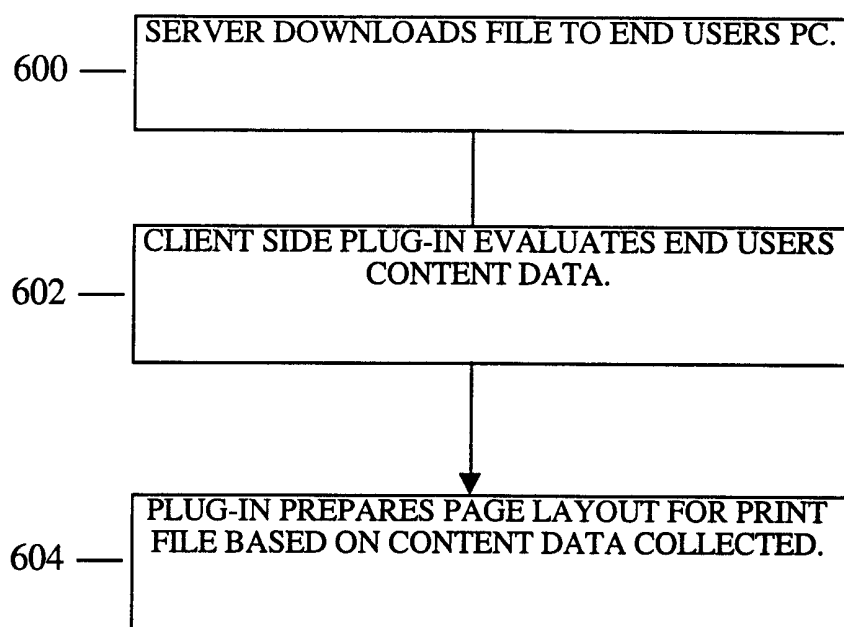 SERVER DOWNLOADS FILE TO END USERS PC.
600
CLIENT SIDE PLUG-IN EVALUATES END USERS
CONTENT DATA.
602
PLUG-IN PREPARES PAGE LAYOUT FOR PRINT
FILE BASED ON CONTENT DATA COLLECTED.
604